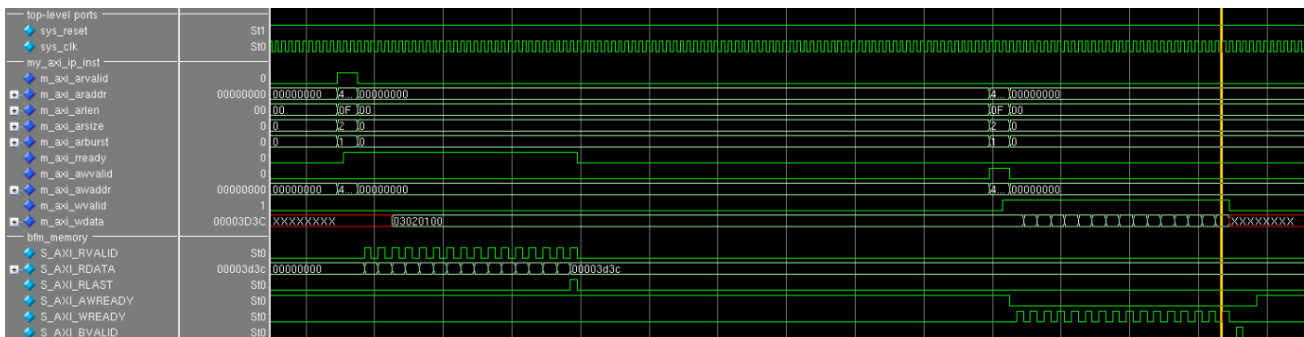 top-level ports
sys_reset St1
sys_clk St0
my_axi_ip_inst
m_axi_arvalid 0
m_axi_araddr 00000000 00000000 4... 00000000 4... 00000000
m_axi_arlen 00 00 0F 00 0F 00
m_axi_arsize 0 0 2 0 2 0
m_axi_arburst 0 0 1 0 1 0
m_axi_rready 0
m_axi_awvalid 0
m_axi_awaddr 00000000 00000000 4... 00000000 4... 00000000
m_axi_wvalid 1
m_axi_wdata 00003D3C XXXXXXXX 03020100 XXXXXXXX
bfm_memory
S_AXI_RVALID St0
S_AXI_RDATA 00003d3c 00000000 00003d3c
S_AXI_RLAST St0
S_AXI_AWREADY St0
S_AXI_WREADY St0
S_AXI_BVALID St0